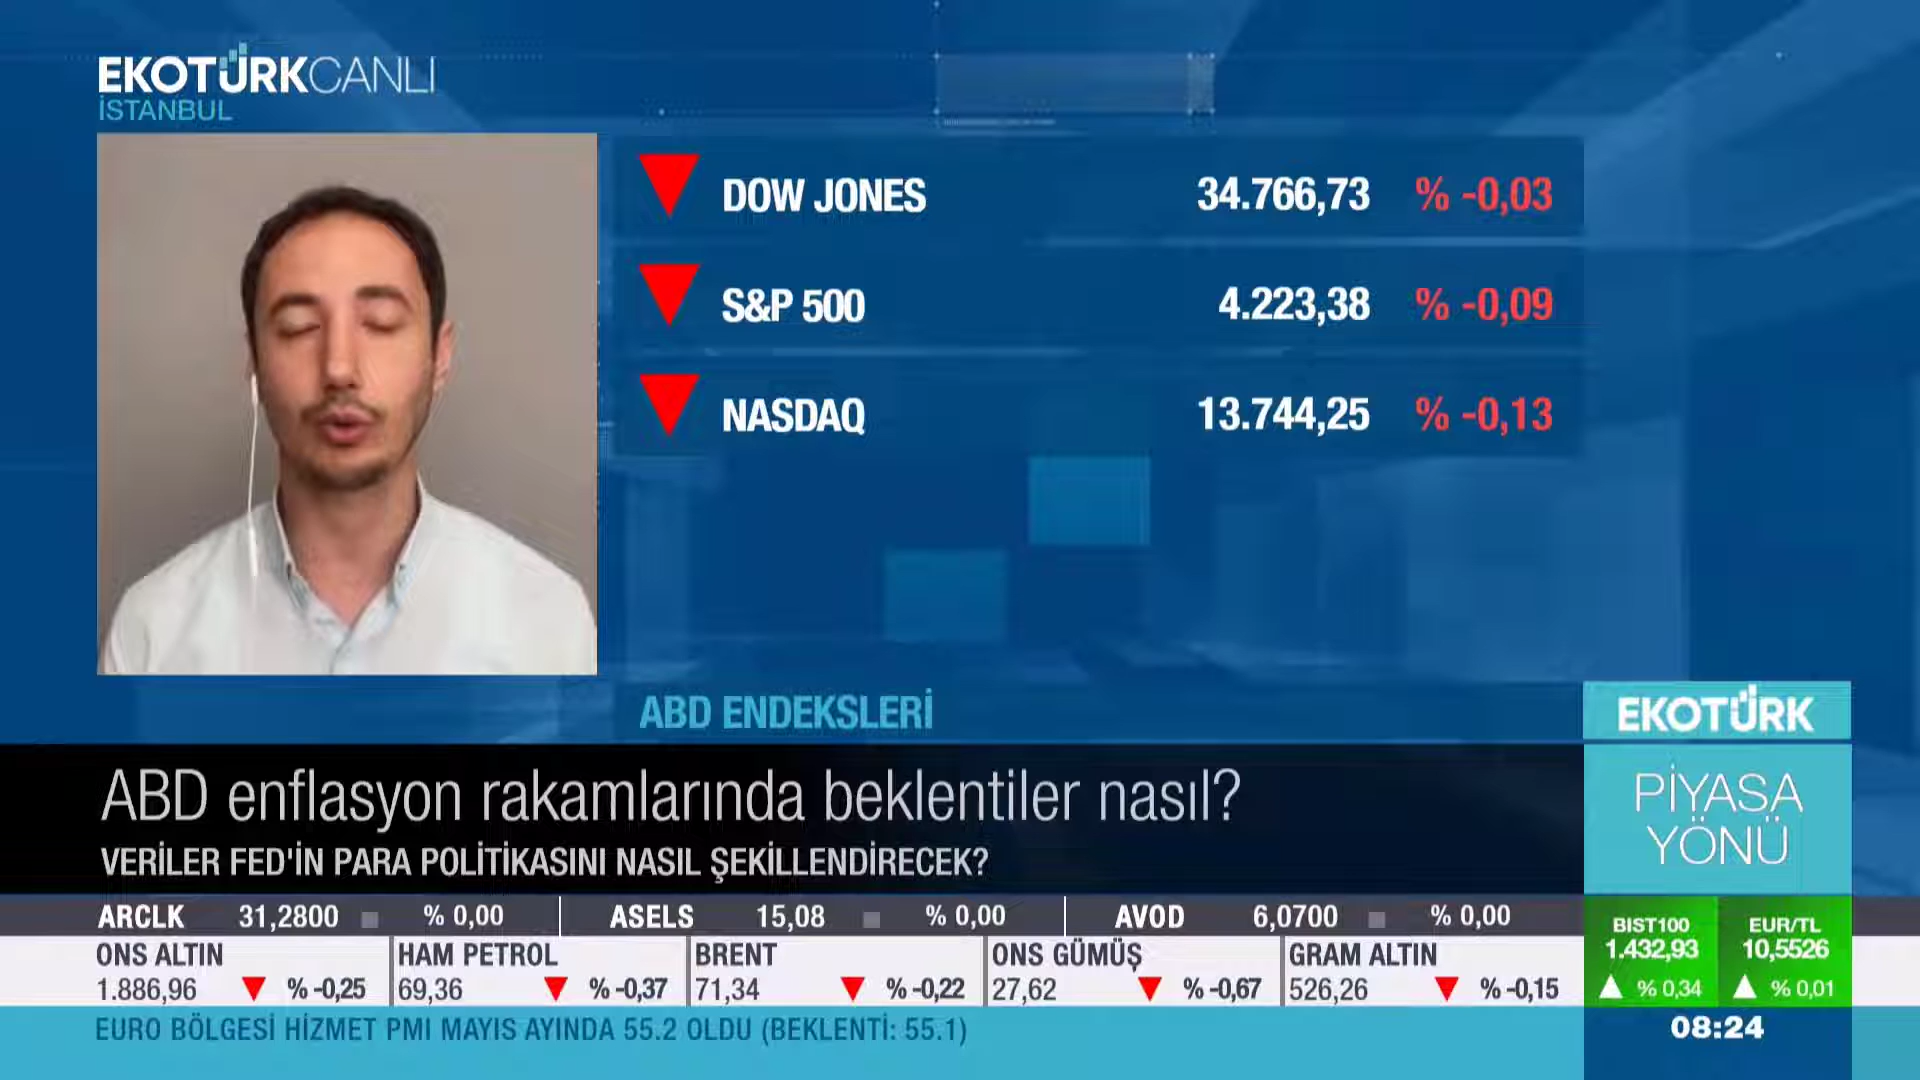 EKOTÜRK CANLI
İSTANBUL
DOW JONES 34.766,73 % -0,03
S&P 500 4.223,38 % -0,09
NASDAQ 13.744,25 % -0,13
ABD ENDEKSLERİ
EKOTÜRK
PİYASA
YÖNÜ
ABD enflasyon rakamlarında beklentiler nasıl?
VERİLER FED'İN PARA POLİTİKASINI NASIL ŞEKİLLENDİRECEK?
ARCLK 31,2800 % 0,00 ASELS 15,08 % 0,00 AVOD 6,0700 % 0,00
ONS ALTIN HAM PETROL BRENT ONS GÜMÜŞ GRAM ALTIN
1.886,96 % -0,25 69,36 % -0,37 71,34 % -0,22 27,62 % -0,67 526,26 % -0,15
BIST100 EUR/TL
1.432,93 10,5526
% 0,34 % 0,01
EURO BÖLGESİ HİZMET PMI MAYIS AYINDA 55.2 OLDU (BEKLENTİ: 55.1)
08:24